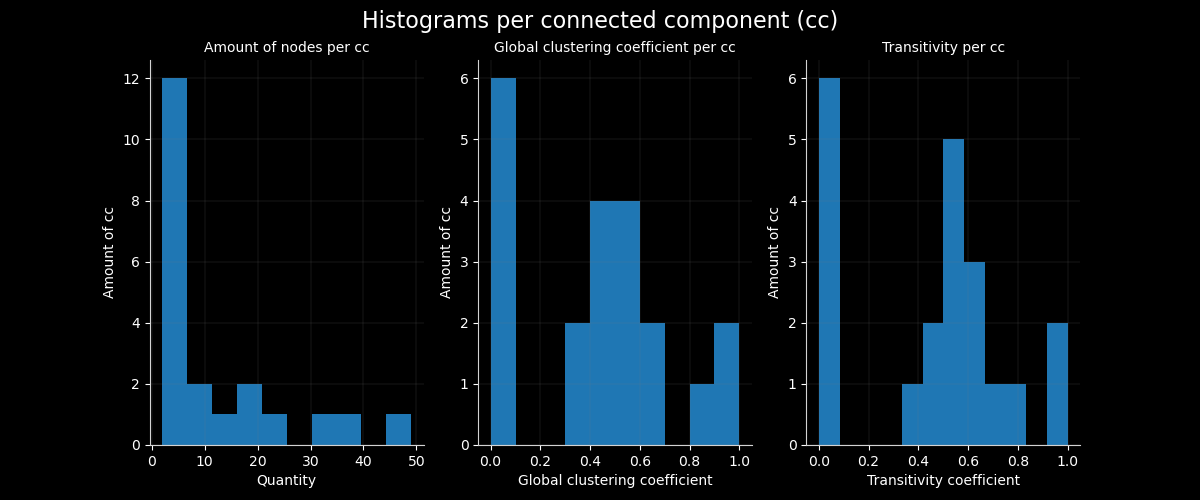 Histograms per connected component (cc)
Amount of nodes per cc
Global clustering coefficient per cc
Transitivity per cc
12
10
8
6
4
2
0
Amount of cc
0 10 20 30 40 50
Quantity
6
5
4
3
2
1
0
Amount of cc
0.0 0.2 0.4 0.6 0.8 1.0
Global clustering coefficient
6
5
4
3
2
1
0
Amount of cc
0.0 0.2 0.4 0.6 0.8 1.0
Transitivity coefficient